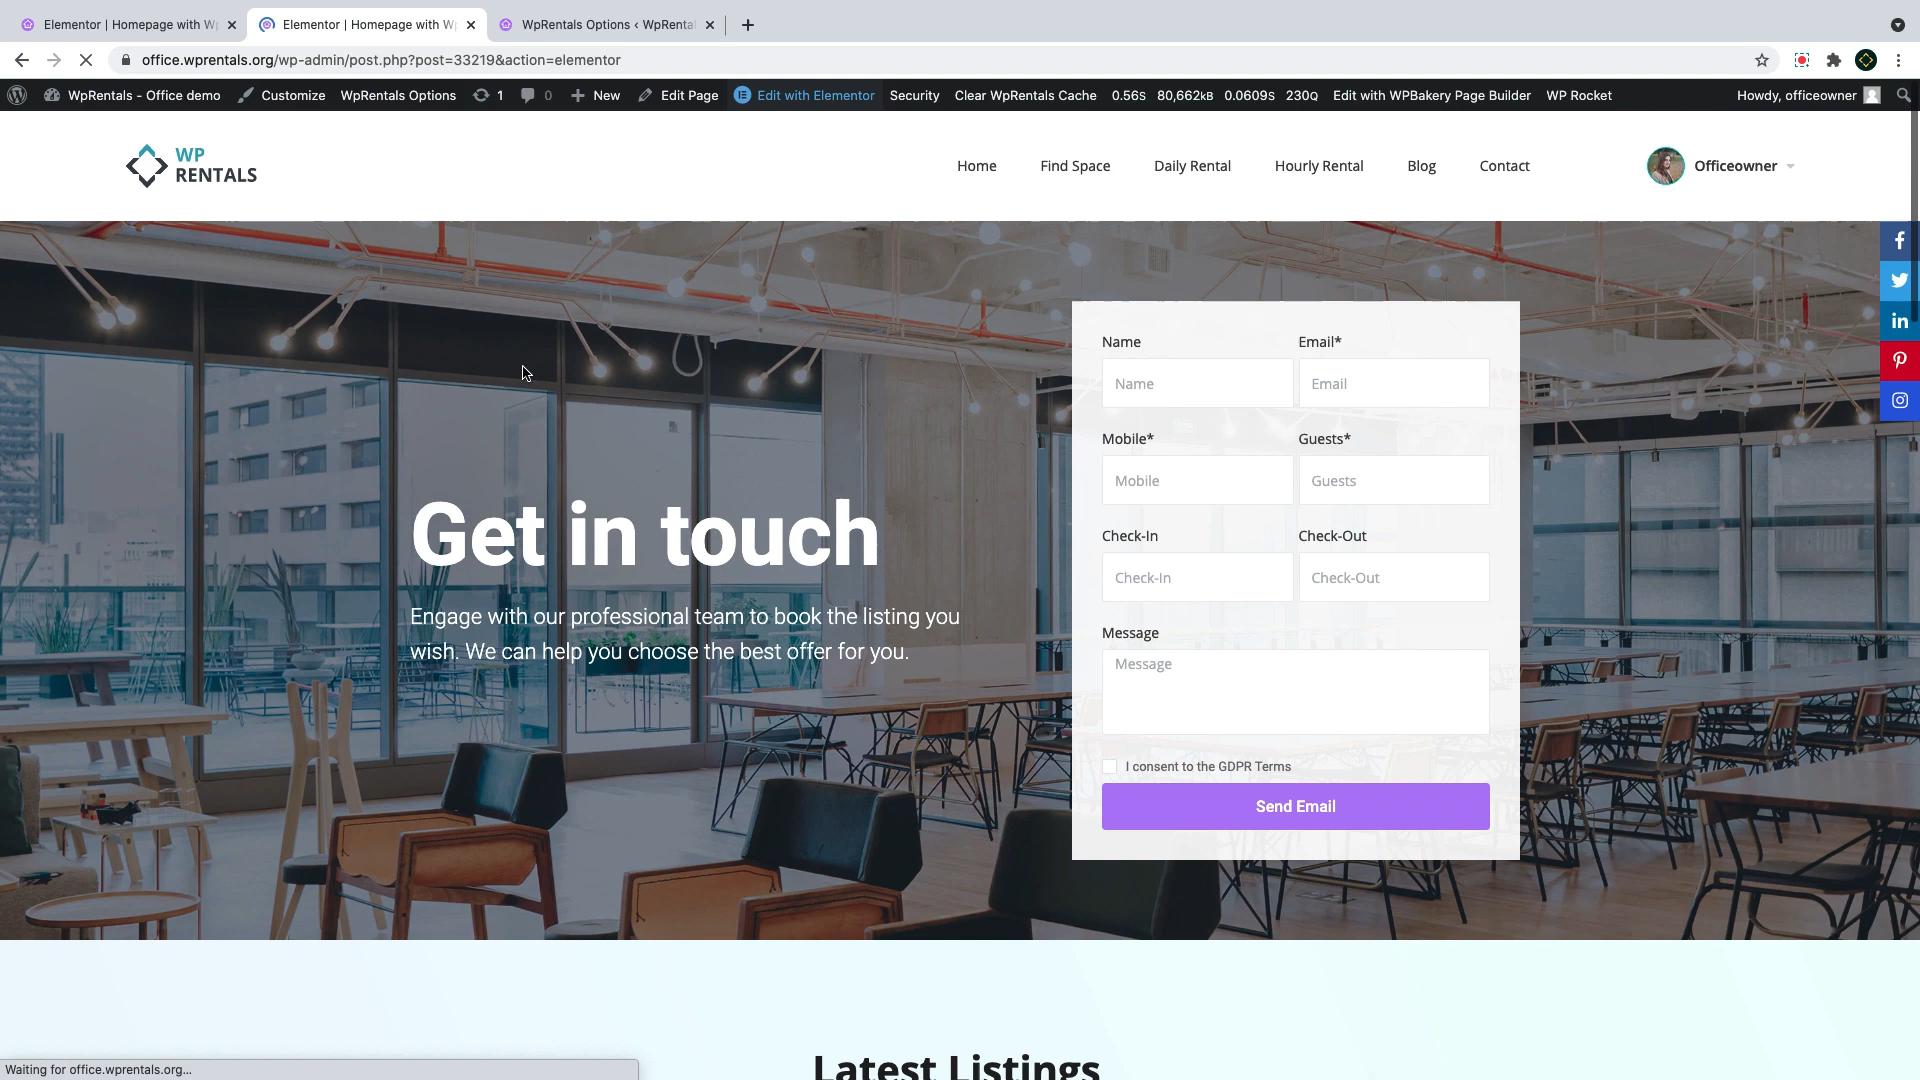 Elementor | Homepage with W
Elementor | Homepage with W
WpRentals Options ‹ WpRental
office.wprentals.org/wp-admin/post.php?post=33219&action=elementor
WpRentals - Office demo
Customize
WpRentals Options
1
0
New
Edit Page
Edit with Elementor
Security
Clear WpRentals Cache
0.56S 80,662KB 0.0609S 230Q
Edit with WPBakery Page Builder
WP Rocket
Howdy, officeowner
WP
RENTALS
Home
Find Space
Daily Rental
Hourly Rental
Blog
Contact
Officeowner
Get in touch
Engage with our professional team to book the listing you
wish. We can help you choose the best offer for you.
Name
Email*
Name
Email
Mobile*
Guests*
Mobile
Guests
Check-In
Check-Out
Check-In
Check-Out
Message
Message
I consent to the GDPR Terms
Send Email
Latest Listings
Waiting for office.wprentals.org...